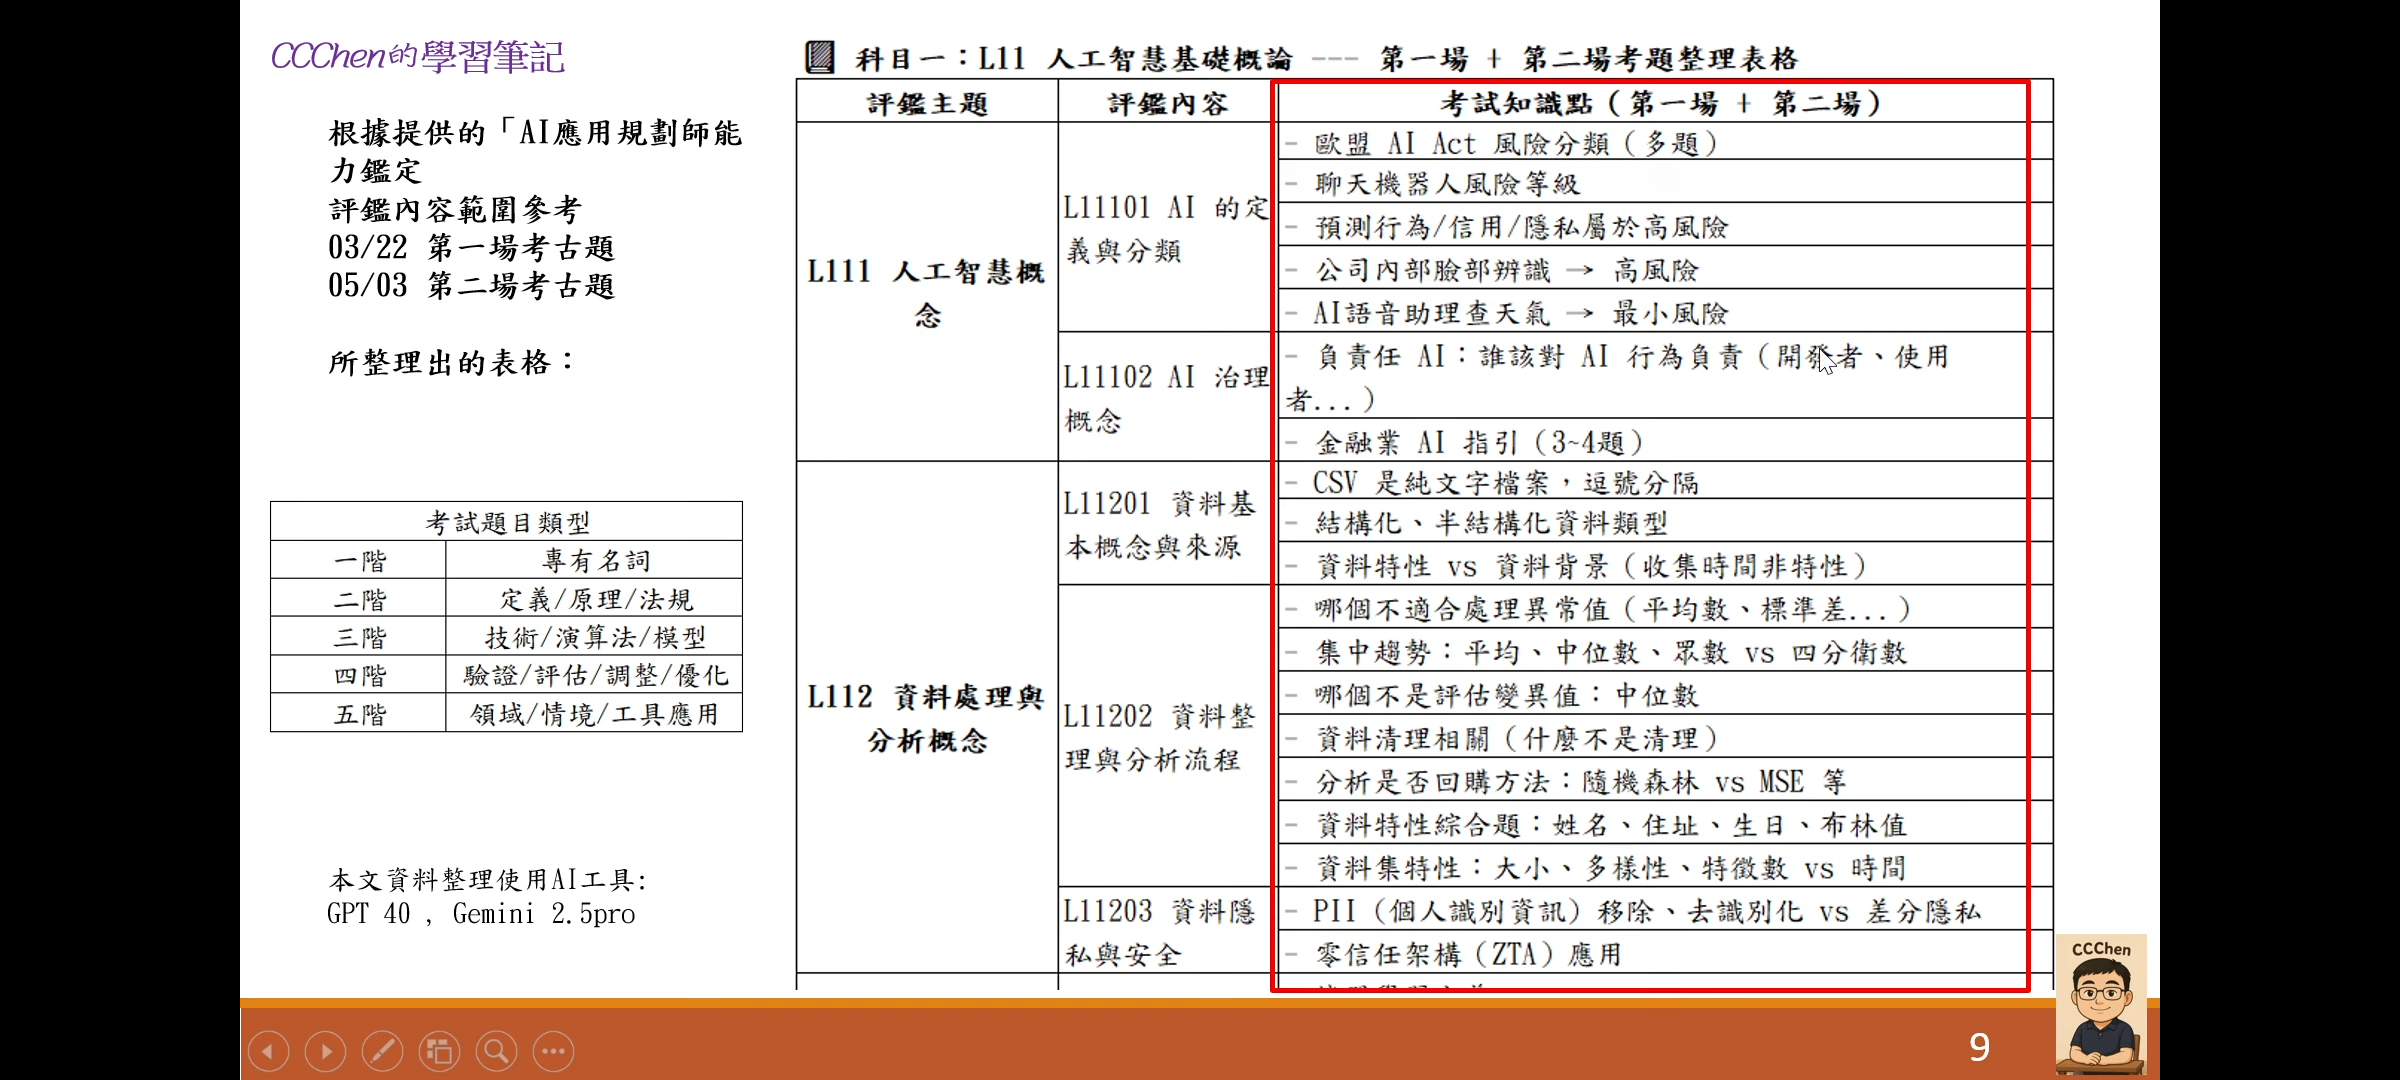 CCChen的學習筆記
根據提供的「AI應用規劃師能
力鑑定
評鑑內容範圍參考
03/22 第一場考古題
05/03 第二場考古題
所整理出的表格：
考試題目類型
一階 專有名詞
二階 定義/原理/法規
三階 技術/演算法/模型
四階 驗證/評估/調整/優化
五階 領域/情境/工具應用
本文資料整理使用AI工具:
GPT 4O , Gemini 2.5pro
科目一：L11 人工智慧基礎概論 --- 第一場 + 第二場考題整理表格
評鑑主題 評鑑內容 考試知識點（第一場 + 第二場）
L111 人工智慧概
念
L11101 AI 的定
義與分類
- 歐盟 AI Act 風險分類（多題）
- 聊天機器人風險等級
- 預測行為/信用/隱私屬於高風險
- 公司內部臉部辨識 → 高風險
- AI語音助理查天氣 → 最小風險
L11102 AI 治理
概念
- 負責任 AI：誰該對 AI 行為負責（開發者、使用
者...）
- 金融業 AI 指引（3~4題）
L112 資料處理與
分析概念
L11201 資料基
本概念與來源
- CSV 是純文字檔案，逗號分隔
- 結構化、半結構化資料類型
- 資料特性 vs 資料背景（收集時間非特性）
L11202 資料整
理與分析流程
- 哪個不適合處理異常值（平均數、標準差...）
- 集中趨勢：平均、中位數、眾數 vs 四分衛數
- 哪個不是評估變異值：中位數
- 資料清理相關（什麼不是清理）
- 分析是否回購方法：隨機森林 vs MSE 等
- 資料特性綜合題：姓名、住址、生日、布林值
- 資料集特性：大小、多樣性、特徵數 vs 時間
L11203 資料隱
私與安全
- PII（個人識別資訊）移除、去識別化 vs 差分隱私
- 零信任架構（ZTA）應用
CCChen
9